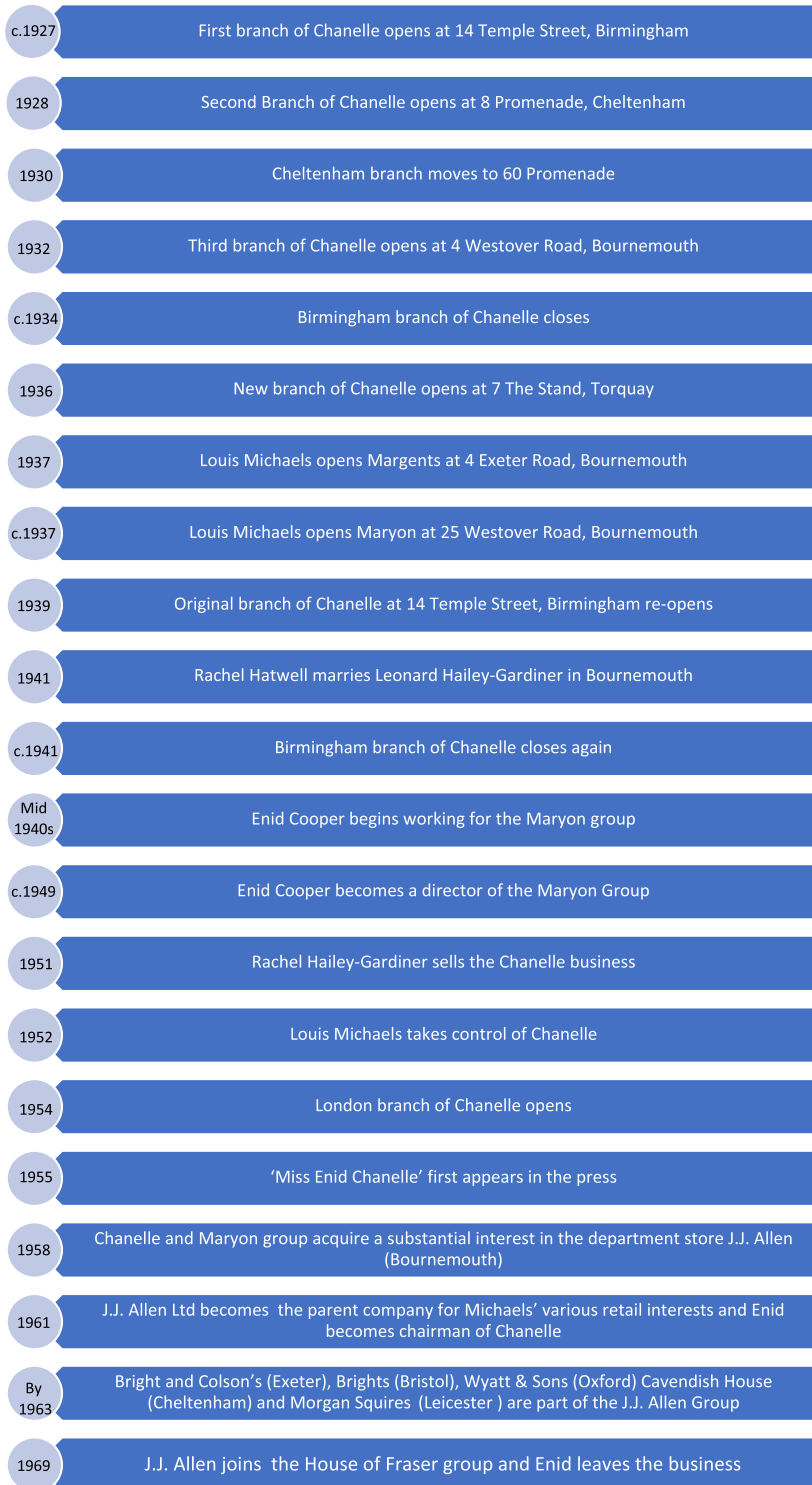 c.1927
First branch of Chanelle opens at 14 Temple Street, Birmingham
1928
Second Branch of Chanelle opens at 8 Promenade, Cheltenham
1930
Cheltenham branch moves to 60 Promenade
1932
Third branch of Chanelle opens at 4 Westover Road, Bournemouth
c.1934
Birmingham branch of Chanelle closes
1936
New branch of Chanelle opens at 7 The Stand, Torquay
1937
Louis Michaels opens Margents at 4 Exeter Road, Bournemouth
c.1937
Louis Michaels opens Maryon at 25 Westover Road, Bournemouth
1939
Original branch of Chanelle at 14 Temple Street, Birmingham re-opens
1941
Rachel Hatwell marries Leonard Hailey-Gardiner in Bournemouth
c.1941
Birmingham branch of Chanelle closes again
Mid
1940s
Enid Cooper begins working for the Maryon group
c.1949
Enid Cooper becomes a director of the Maryon Group
1951
Rachel Hailey-Gardiner sells the Chanelle business
1952
Louis Michaels takes control of Chanelle
1954
London branch of Chanelle opens
1955
‘Miss Enid Chanelle’ first appears in the press
1958
Chanelle and Maryon group acquire a substantial interest in the department store J.J. Allen
(Bournemouth)
1961
J.J. Allen Ltd becomes the parent company for Michaels’ various retail interests and Enid
becomes chairman of Chanelle
By
1963
Bright and Colson’s (Exeter), Brights (Bristol), Wyatt & Sons (Oxford) Cavendish House
(Cheltenham) and Morgan Squires (Leicester ) are part of the J.J. Allen Group
1969
J.J. Allen joins the House of Fraser group and Enid leaves the business